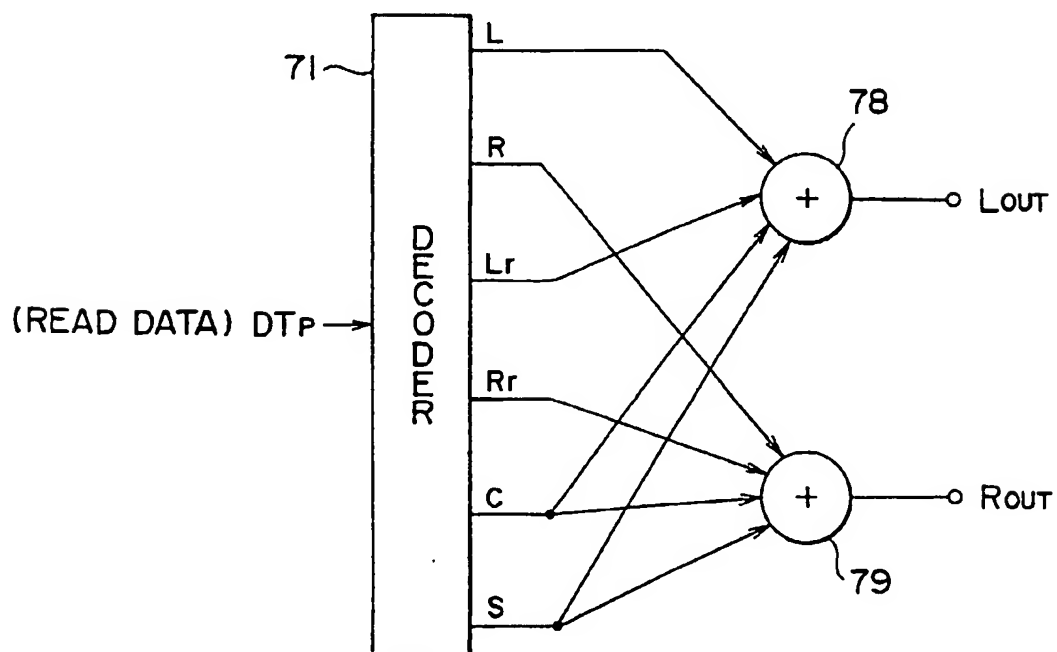 71
L
R
Lr
Rr
C
S
DECODER
(READ DATA) DTP
78
LOUT
ROUT
79